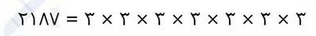 ۲۱۸۷ = ۳ × ۳ × ۳ × ۳ × ۳ × ۳ × ۳